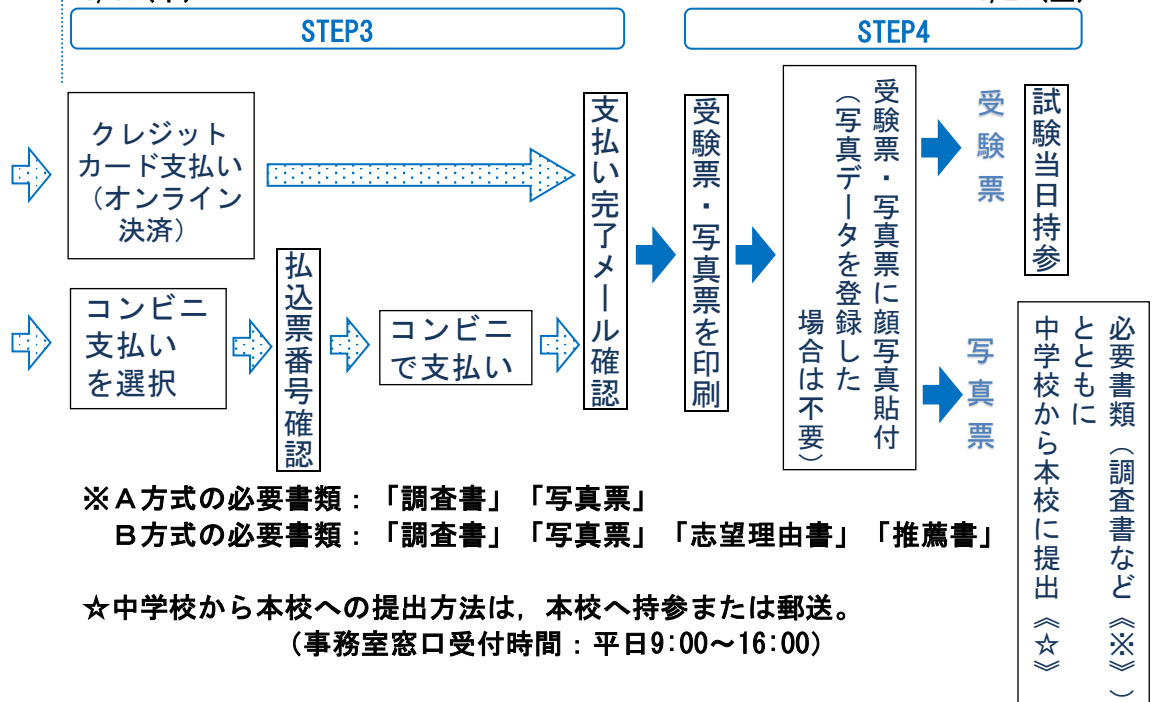 STEP3
STEP4
クレジット
カード支払い
（オンライン
決済）
コンビニ
支払い
を選択
払込票番号確認
コンビニ
で支払い
支払い完了メール確認
受験票・写真票を印刷
受験票・写真票に顔写真貼付
（写真データを登録した
場合は不要）
受験票
試験当日持参
写真票
必要書類（調査書など《※》）
とともに
中学校から本校に提出《☆》
※Ａ方式の必要書類：「調査書」「写真票」
Ｂ方式の必要書類：「調査書」「写真票」「志望理由書」「推薦書」
☆中学校から本校への提出方法は，本校へ持参または郵送。
（事務室窓口受付時間：平日9:00～16:00）